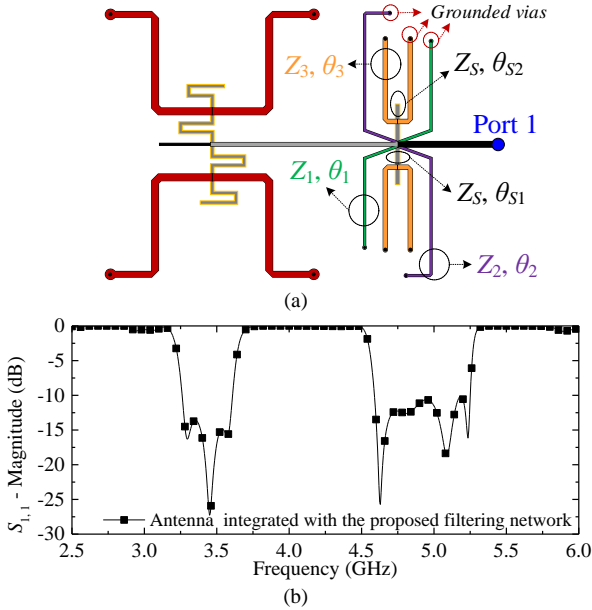 Grounded vias
Z3, θ3
ZS, θS2
Port 1
Z1, θ1
ZS, θS1
Z2, θ2
(a)
0
-5
-10
-15
-20
-25
-30
S1,1 - Magnitude (dB)
Antenna integrated with the proposed filtering network
2.5 3.0 3.5 4.0 4.5 5.0 5.5 6.0
Frequency (GHz)
(b)